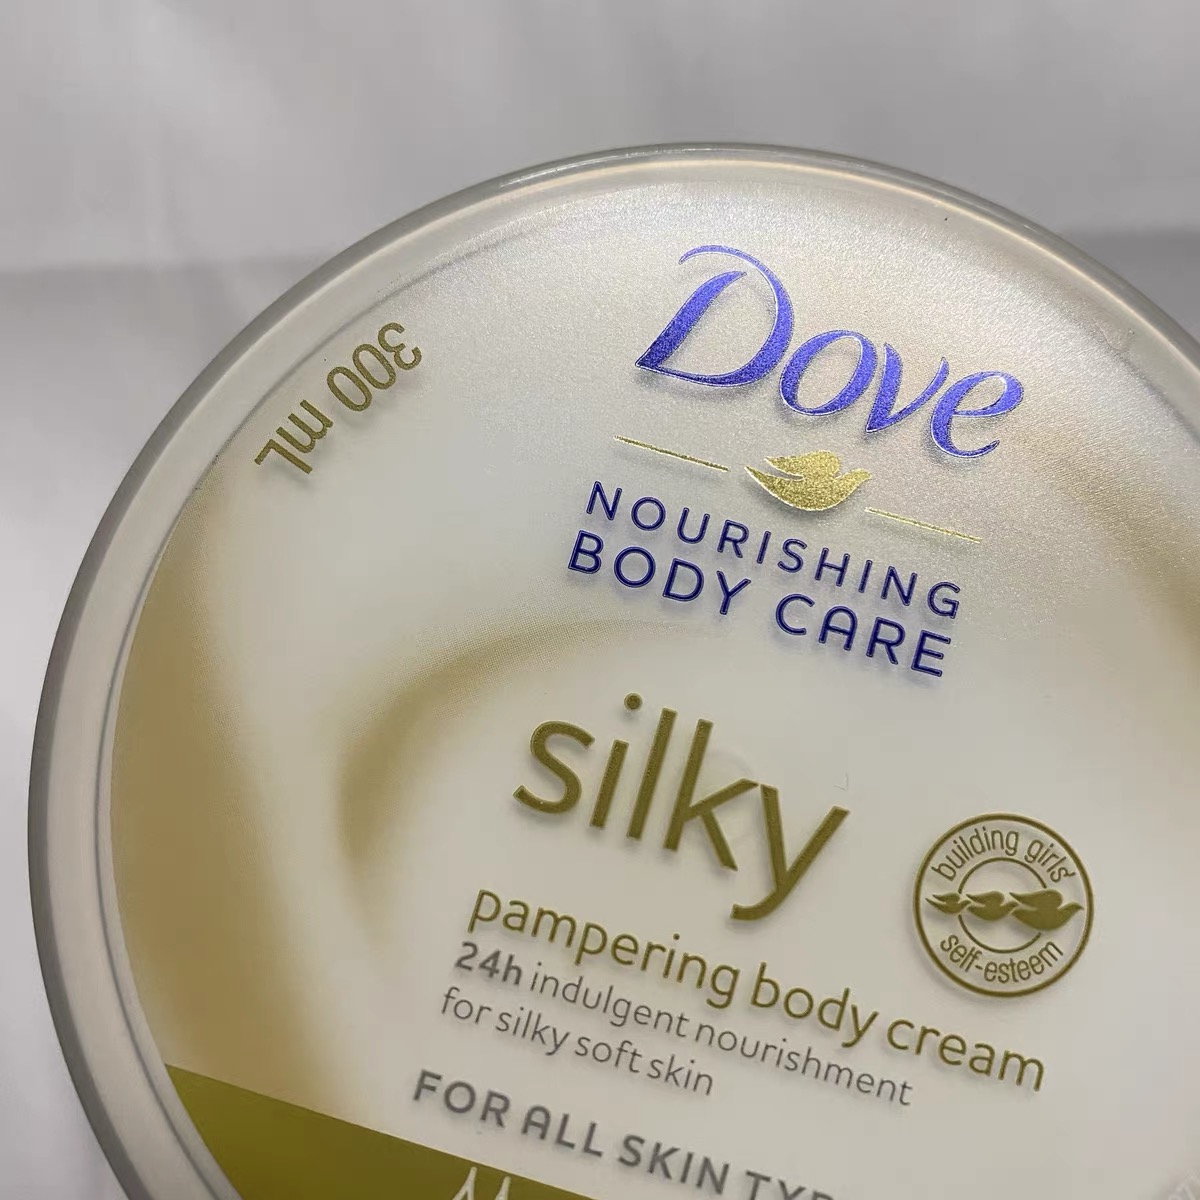 Dove
NOURISHING
BODY CARE
300 mL
silky
building girls'
self-esteem
pampering body cream
24h indulgent nourishment
for silky soft skin
FOR ALL SKIN